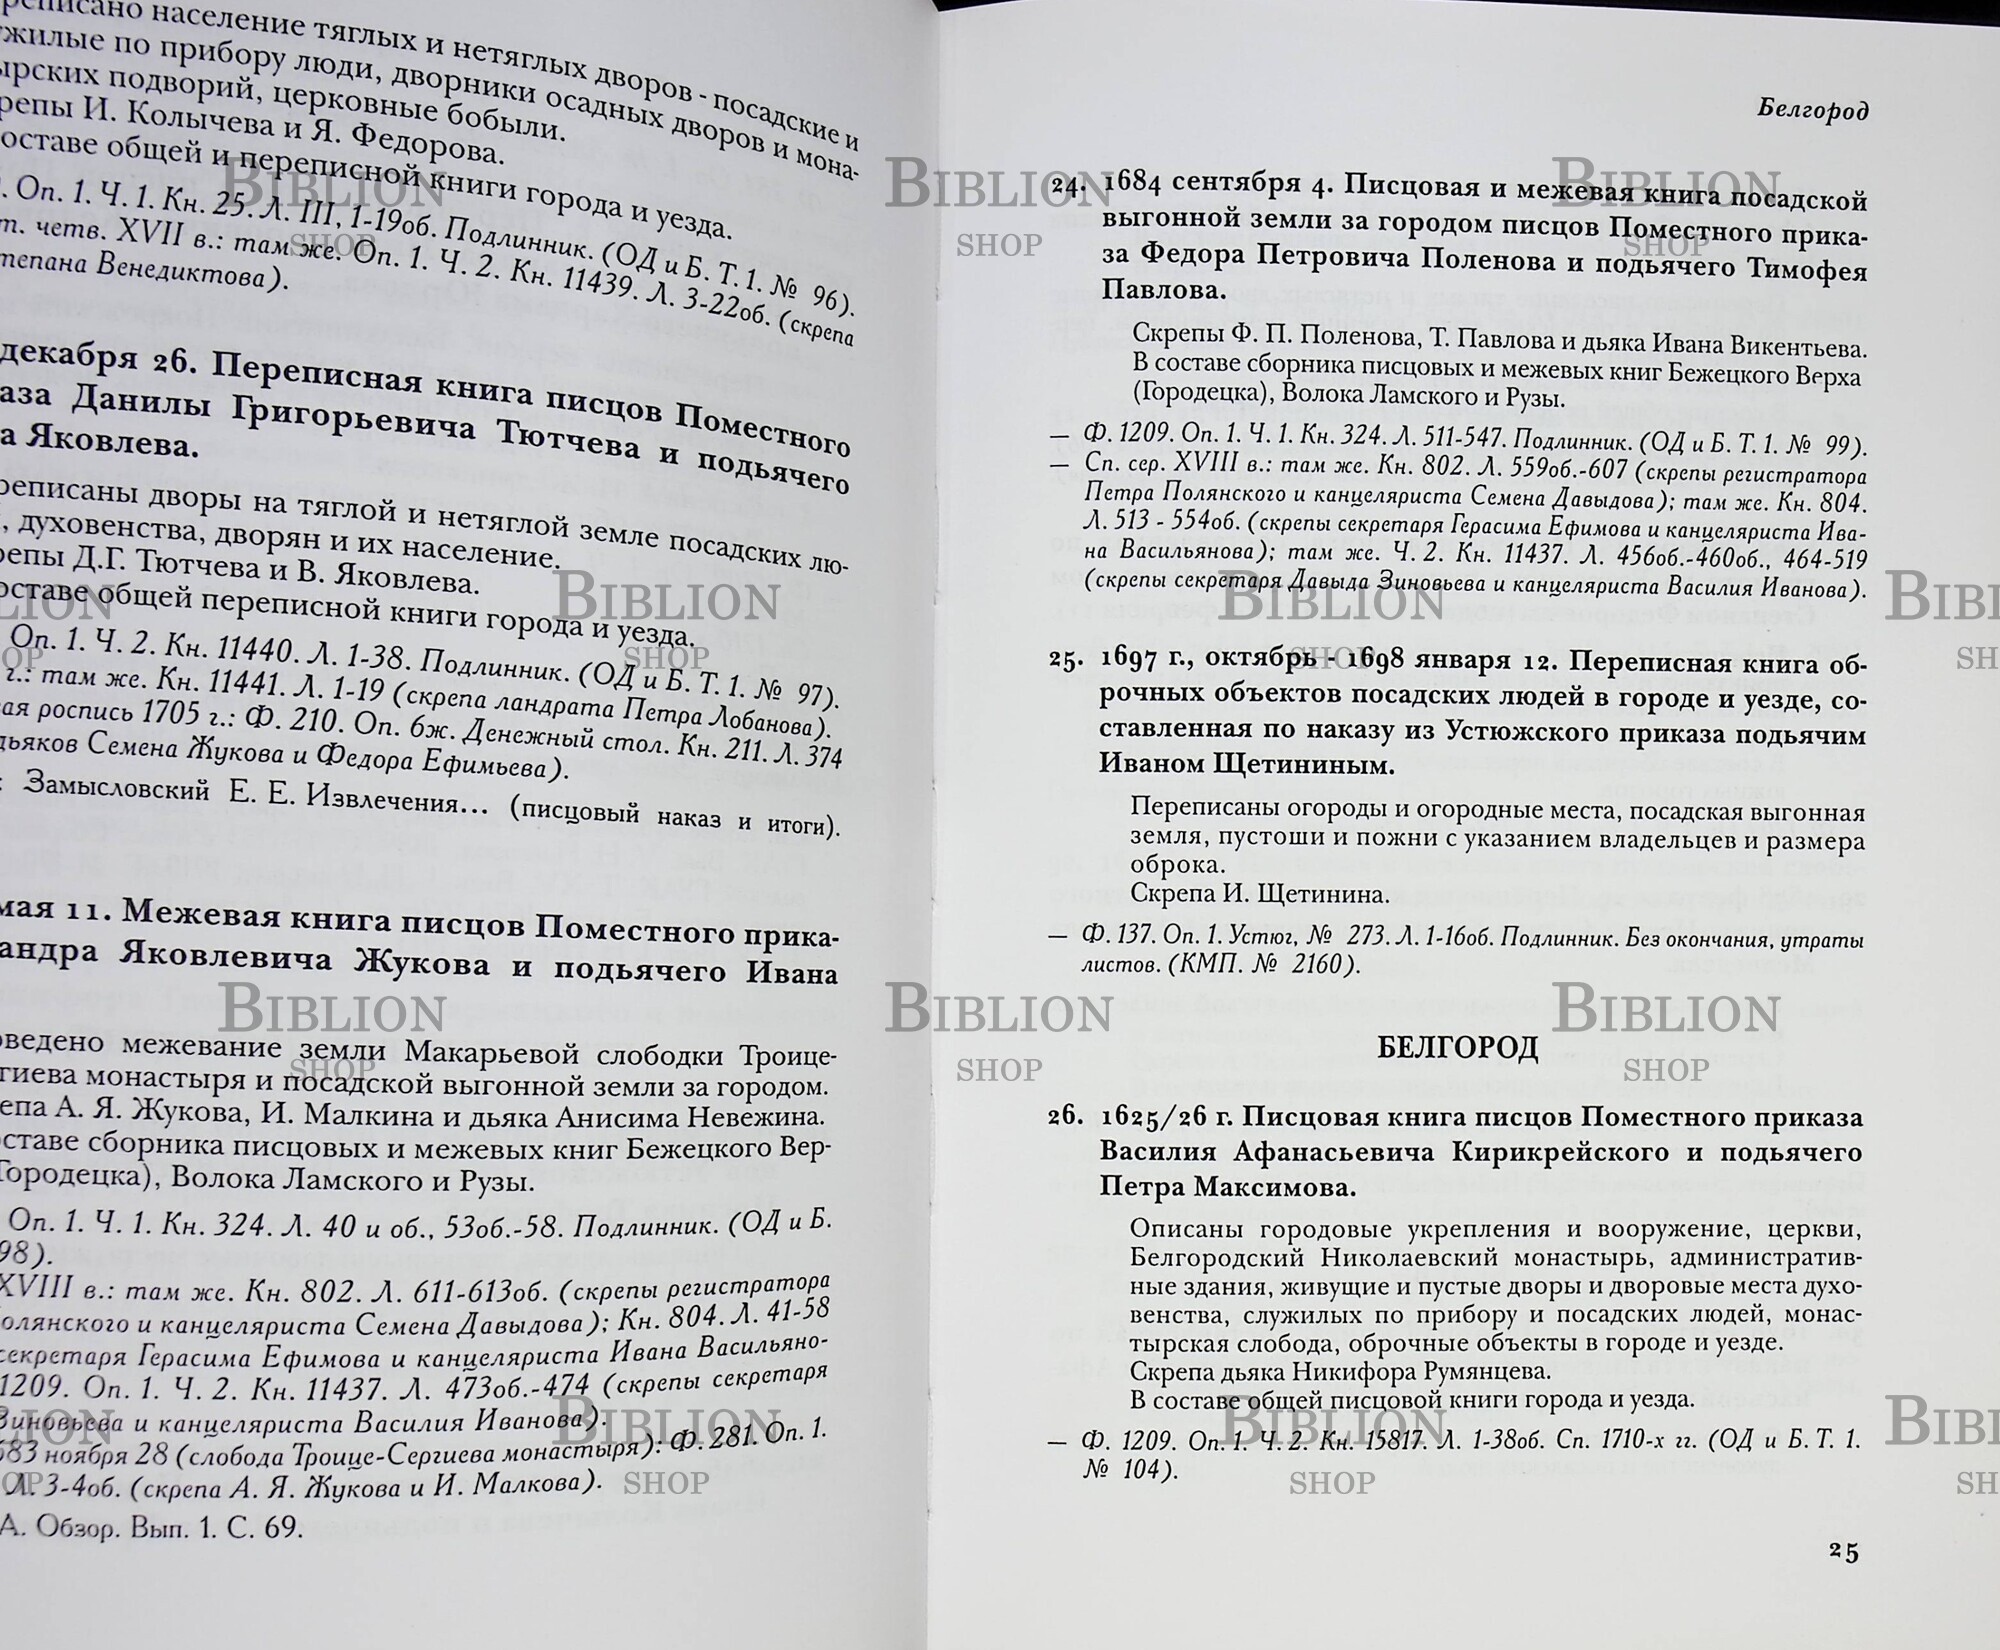 население тяглых и нетяглых дворов - посадские и
по прибору люди, дворники осадных дворов и мона-
подворий, церковные бобыли.
И. Колычева и Я. Федорова.
общей и переписной книги города и уезда.
Оп. 1. Ч. 1. Кн. 25. Л. III, 1-19об. Подлинник. (ОД и Б. Т. 1. № 96).
четв. XVII в.: там же. Оп. 1. Ч. 2. Кн. 11439. Л. 3-22об. (скрепа
Венедиктова).
декабря 26. Переписная книга писцов Поместного
Данилы Григорьевича Тютчева и подьячего
Яковлева.
дворы на тяглой и нетяглой земле посадских лю-
духовенства, дворян и их население.
Д.Г. Тютчева и В. Яковлева.
общей переписной книги города и уезда.
Оп. 1. Ч. 2. Кн. 11440. Л. 1-38. Подлинник. (ОД и Б. Т. 1. № 97).
г.: там же. Кн. 11441. Л. 1-19 (скрепа ландрата Петра Лобанова).
роспись 1705 г.: Ф. 210. Оп. 6ж. Денежный стол. Кн. 211. Л. 374
Семена Жукова и Федора Ефимьева).
Замысловский Е. Е. Извлечения... (писцовый наказ и итоги).
мая 11. Межевая книга писцов Поместного прика-
Яковлевича Жукова и подьячего Ивана
межевание земли Макарьевой слободки Троице-
монастыря и посадской выгонной земли за городом.
А. Я. Жукова, И. Малкина и дьяка Анисима Невежина.
сборника писцовых и межевых книг Бежецкого Вер-
Городецка), Волока Ламского и Рузы.
Оп. 1. Ч. 1. Кн. 324. Л. 40 и об., 53об.-58. Подлинник. (ОД и Б.
98).
XVIII в.: там же. Кн. 802. Л. 611-613об. (скрепы регистратора
и канцеляриста Семена Давыдова); Кн. 804. Л. 41-58
секретаря Герасима Ефимова и канцеляриста Ивана Васильяно-
1209. Оп. 1. Ч. 2. Кн. 11437. Л. 473об.-474 (скрепы секретаря
Зиновьева и канцеляриста Василия Иванова).
ноября 28 (слобода Троице-Сергиева монастыря): Ф. 281. Оп. 1.
Л. 3-4об. (скрепа А. Я. Жукова и И. Малкова).
А. Обзор. Вып. 1. С. 69.
Белгород
24. 1684 сентября 4. Писцовая и межевая книга посадской
выгонной земли за городом писцов Поместного прика-
за Федора Петровича Поленова и подьячего Тимофея
Павлова.
Скрепы Ф. П. Поленова, Т. Павлова и дьяка Ивана Викентьева.
В составе сборника писцовых и межевых книг Бежецкого Верха
(Городецка), Волока Ламского и Рузы.
— Ф. 1209. Оп. 1. Ч. 1. Кн. 324. Л. 511-547. Подлинник. (ОД и Б. Т. 1. № 99).
— Сп. сер. XVIII в.: там же. Кн. 802. Л. 559об.-607 (скрепы регистратора
Петра Полянского и канцеляриста Семена Давыдова); там же. Кн. 804.
Л. 513 - 554об. (скрепы секретаря Герасима Ефимова и канцеляриста Ива-
на Васильянова); там же. Ч. 2. Кн. 11437. Л. 456об.-460об., 464-519
(скрепы секретаря Давыда Зиновьева и канцеляриста Василия Иванова).
25. 1697 г., октябрь - 1698 января 12. Переписная книга об-
рочных объектов посадских людей в городе и уезде, со-
ставленная по наказу из Устюжского приказа подьячим
Иваном Щетининым.
Переписаны огороды и огородные места, посадская выгонная
земля, пустоши и пожни с указанием владельцев и размера
оброка.
Скрепа И. Щетинина.
— Ф. 137. Оп. 1. Устюг, № 273. Л. 1-16об. Подлинник. Без окончания, утраты
листов. (КМП. № 2160).
БЕЛГОРОД
26. 1625/26 г. Писцовая книга писцов Поместного приказа
Василия Афанасьевича Кирикрейского и подьячего
Петра Максимова.
Описаны городовые укрепления и вооружение, церкви,
Белгородский Николаевский монастырь, административ-
ные здания, живущие и пустые дворы и дворовые места духо-
венства, служилых по прибору и посадских людей, монас-
тырская слобода, оброчные объекты в городе и уезде.
Скрепа дьяка Никифора Румянцева.
В составе общей писцовой книги города и уезда.
— Ф. 1209. Оп. 1. Ч. 2. Кн. 15817. Л. 1-38об. Сп. 1710-х гг. (ОД и Б. Т. 1.
№ 104).
25
BIBLION
SHOP